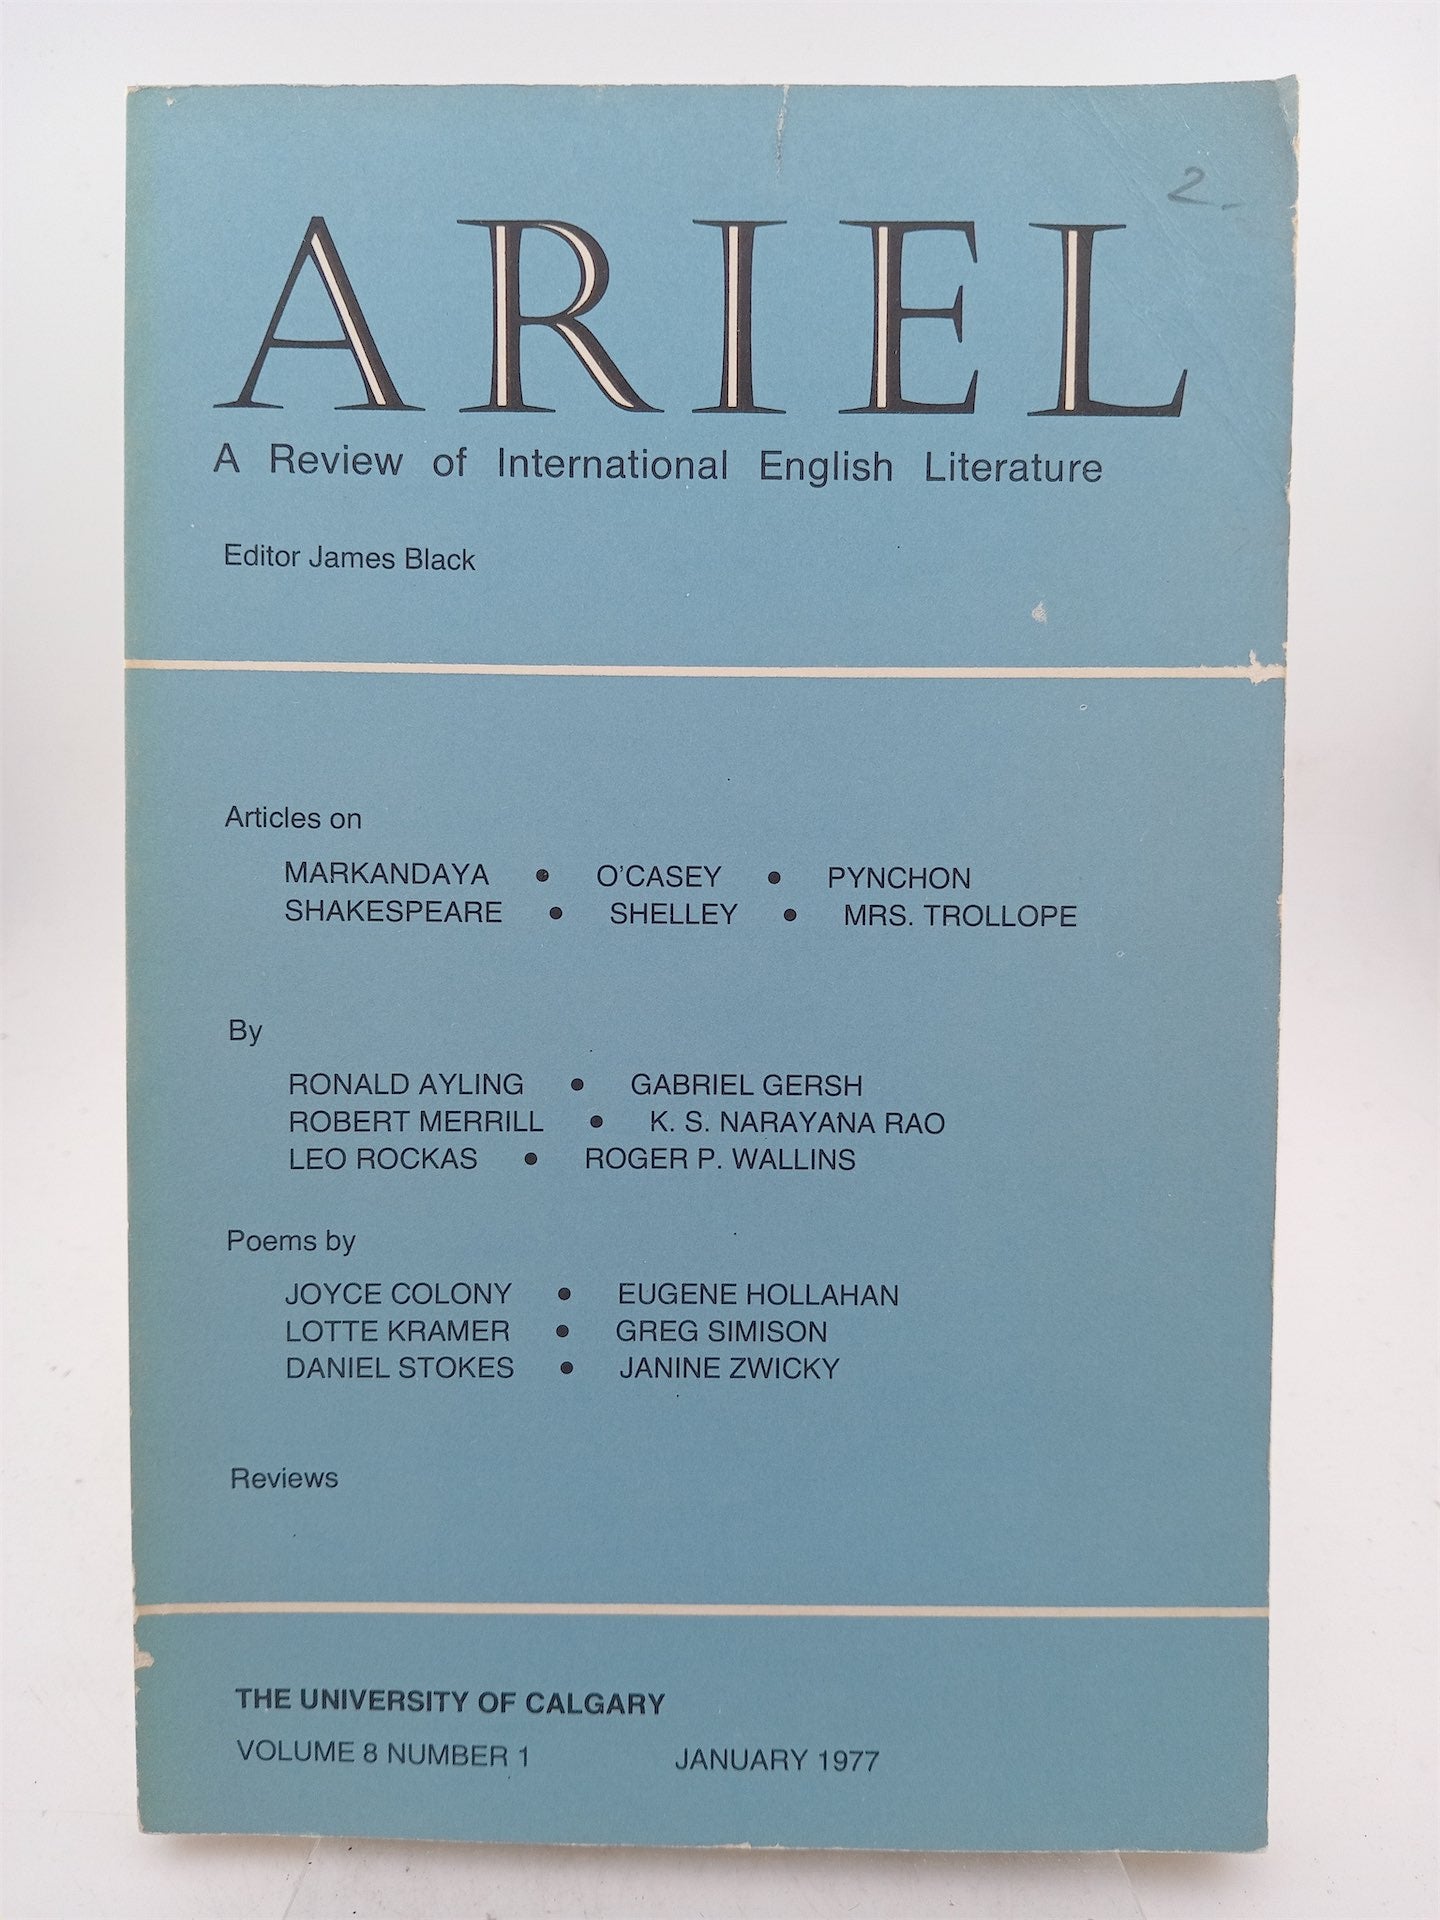 2.
ARIEL
A Review of International English Literature
Editor James Black
Articles on
MARKANDAYA • O'CASEY • PYNCHON
SHAKESPEARE • SHELLEY • MRS. TROLLOPE
By
RONALD AYLING • GABRIEL GERSH
ROBERT MERRILL • K. S. NARAYANA RAO
LEO ROCKAS • ROGER P. WALLINS
Poems by
JOYCE COLONY • EUGENE HOLLAHAN
LOTTE KRAMER • GREG SIMISON
DANIEL STOKES • JANINE ZWICKY
Reviews
THE UNIVERSITY OF CALGARY
VOLUME 8 NUMBER 1 JANUARY 1977